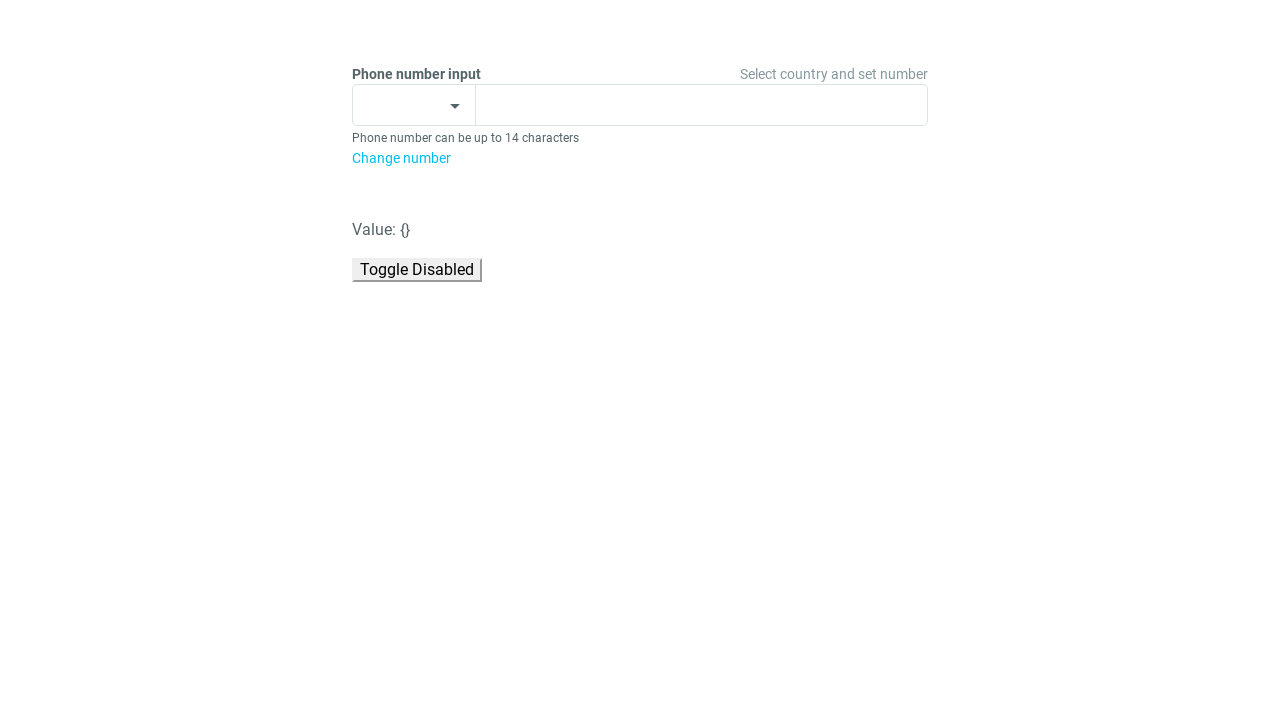 Phone number input
Select country and set number
Phone number can be up to 14 characters
Change number
Value: {}
Toggle Disabled